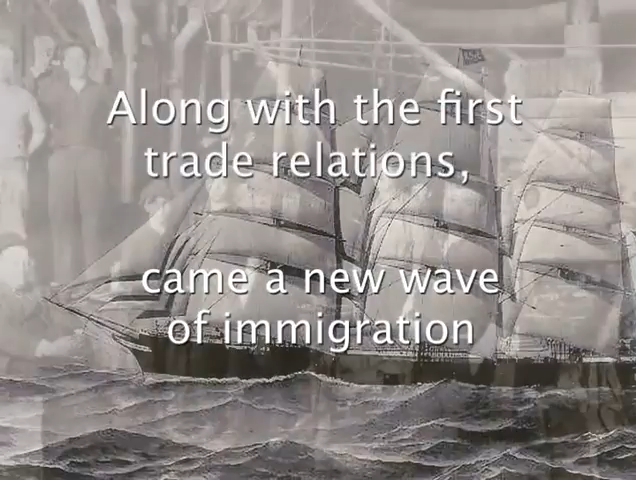 Along with the first
trade relations,
came a new wave
of immigration